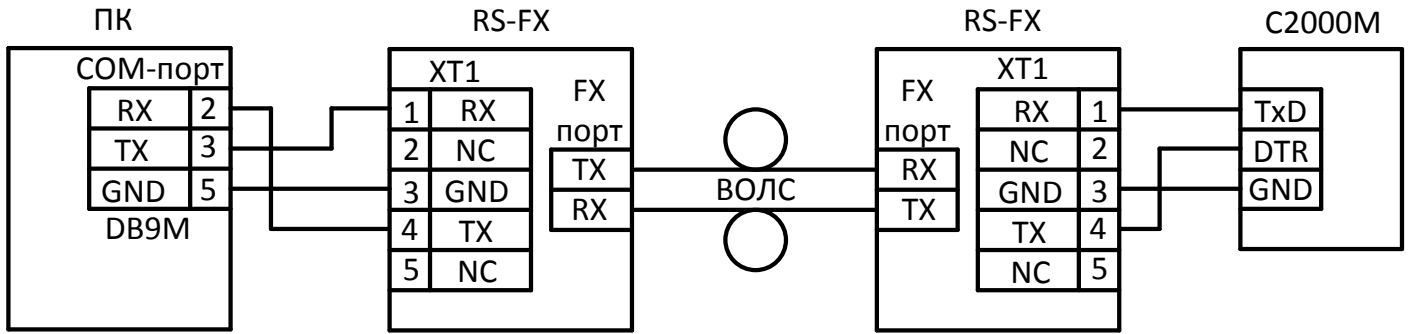 ПК
RS-FX
RS-FX
С2000М
COM-порт
RX 2
TX 3
GND 5
DB9M
XT1
1 RX
2 NC
3 GND
4 TX
5 NC
FX
порт
TX
RX
ВОЛС
FX
порт
RX
TX
XT1
RX 1
NC 2
GND 3
TX 4
NC 5
TxD
DTR
GND